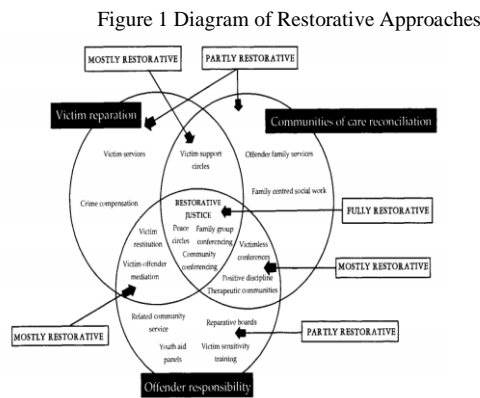 Figure 1 Diagram of Restorative Approaches
MOSTLY RESTORATIVE
PARTLY RESTORATIVE
Victim reparation
Communities of care reconciliation
Victim services
Victim support
circles
Offender family services
Family centred social work
Crime compensation
RESTORATIVE
JUSTICE
FULLY RESTORATIVE
Peace
circles
Family group
conferencing
Victim
restitution
Victimless
conferences
Community
conferencing
Victim-offender
mediation
MOSTLY RESTORATIVE
Positive discipline
Therapeutic communities
Related community
service
Reparative boards
MOSTLY RESTORATIVE
PARTLY RESTORATIVE
Youth aid
panels
Victim sensitivity
training
Offender responsibility